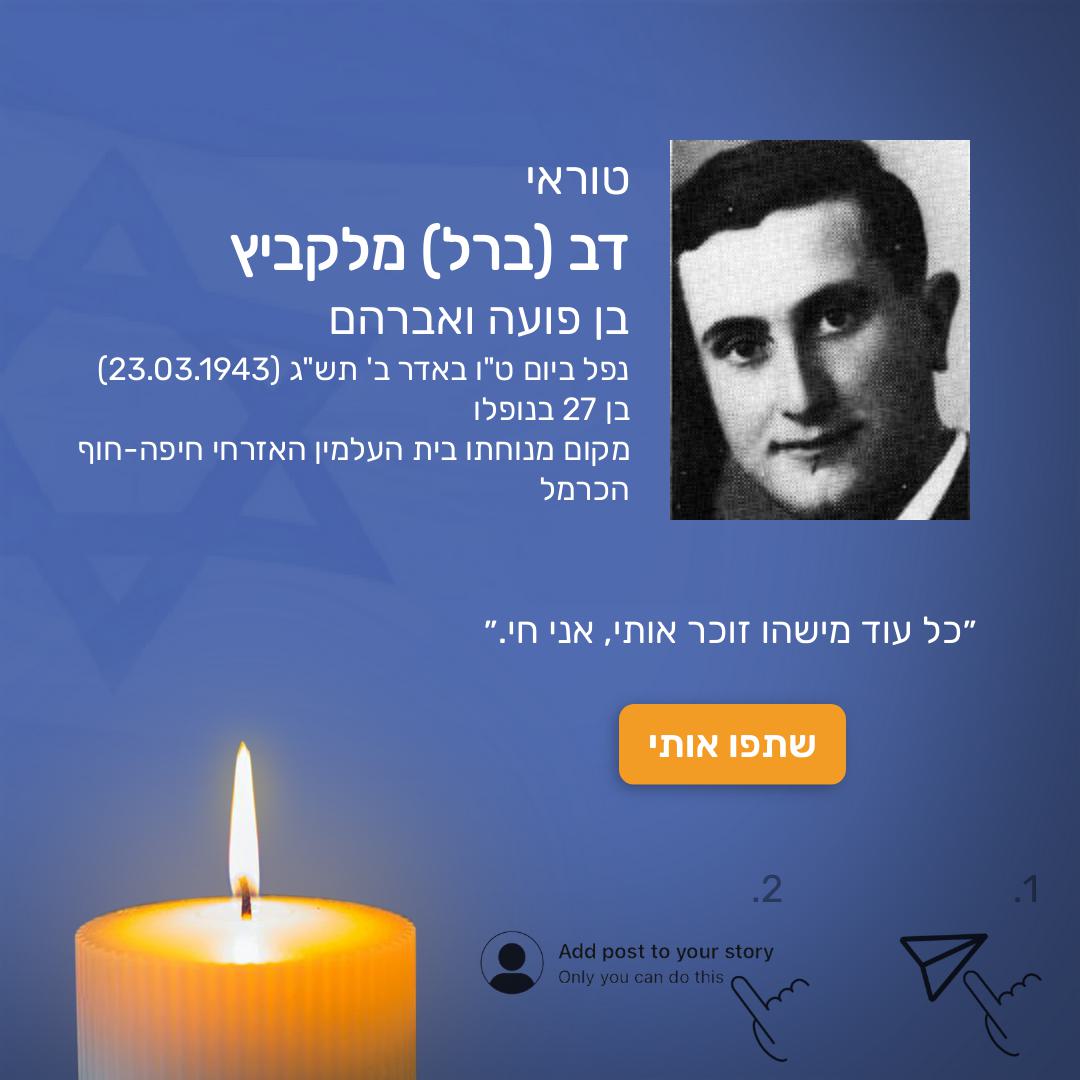 טוראי
דב (ברל) מלקביץ
בן פועה ואברהם
נפל ביום ט"ו באדר ב' תש"ג (23.03.1943)
בן 27 בנופלו
מקום מנוחתו בית העלמין האזרחי חיפה-חוף
הכרמל
״כל עוד מישהו זוכר אותי, אני חי.״
שתפו אותי
1.
2.
Add post to your story
Only you can do this